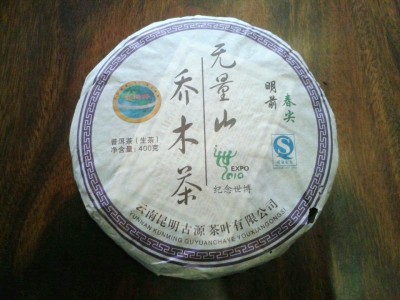 无量山
乔木茶
明前
春尖
普洱茶(生茶)
净含量:400克
EXPO
2010
纪念世博
云南昆明古源茶叶有限公司
YUNNAN KUNMING GUYUANCHAYE YOUXIANGONGSI